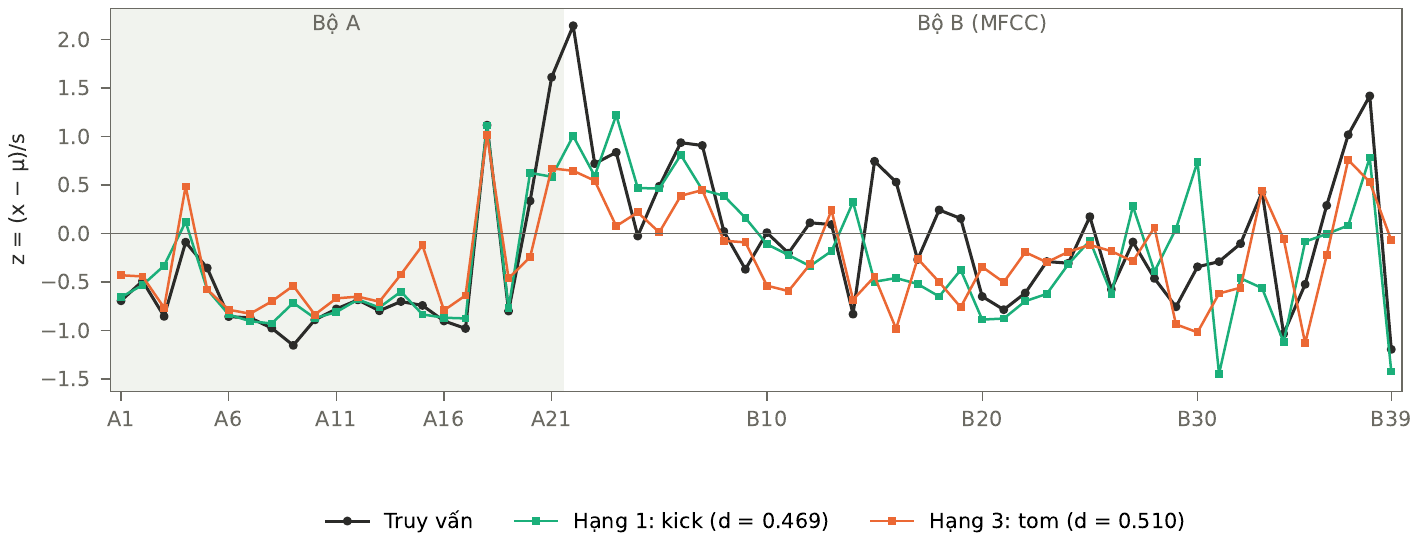 Bộ A
Bộ B (MFCC)
z = (x − μ)/s
2.0
1.5
1.0
0.5
0.0
−0.5
−1.0
−1.5
A1 A6 A11 A16 A21 B10 B20 B30 B39
Truy vấn
Hạng 1: kick (d = 0.469)
Hạng 3: tom (d = 0.510)